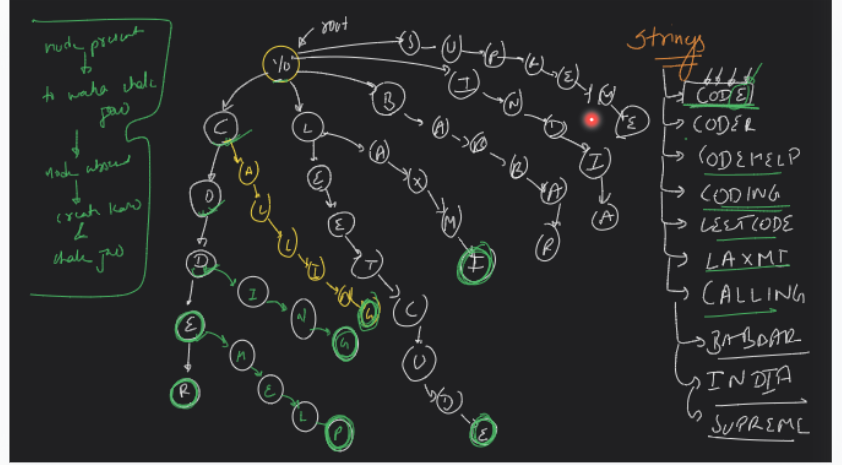 node present
to waha chale
jao
Node absent
create karo
&
chale jao
root
'\0'
S U P R E M E
I N D I A
B A B B A R
C A L L I N G
L A X M I
L E E T C O D E
C O D E R
I N G
H E L P
Strings
CODE
CODER
CODEHELP
CODING
LEETCODE
LAXMI
CALLING
BABBAR
INDIA
SUPREME